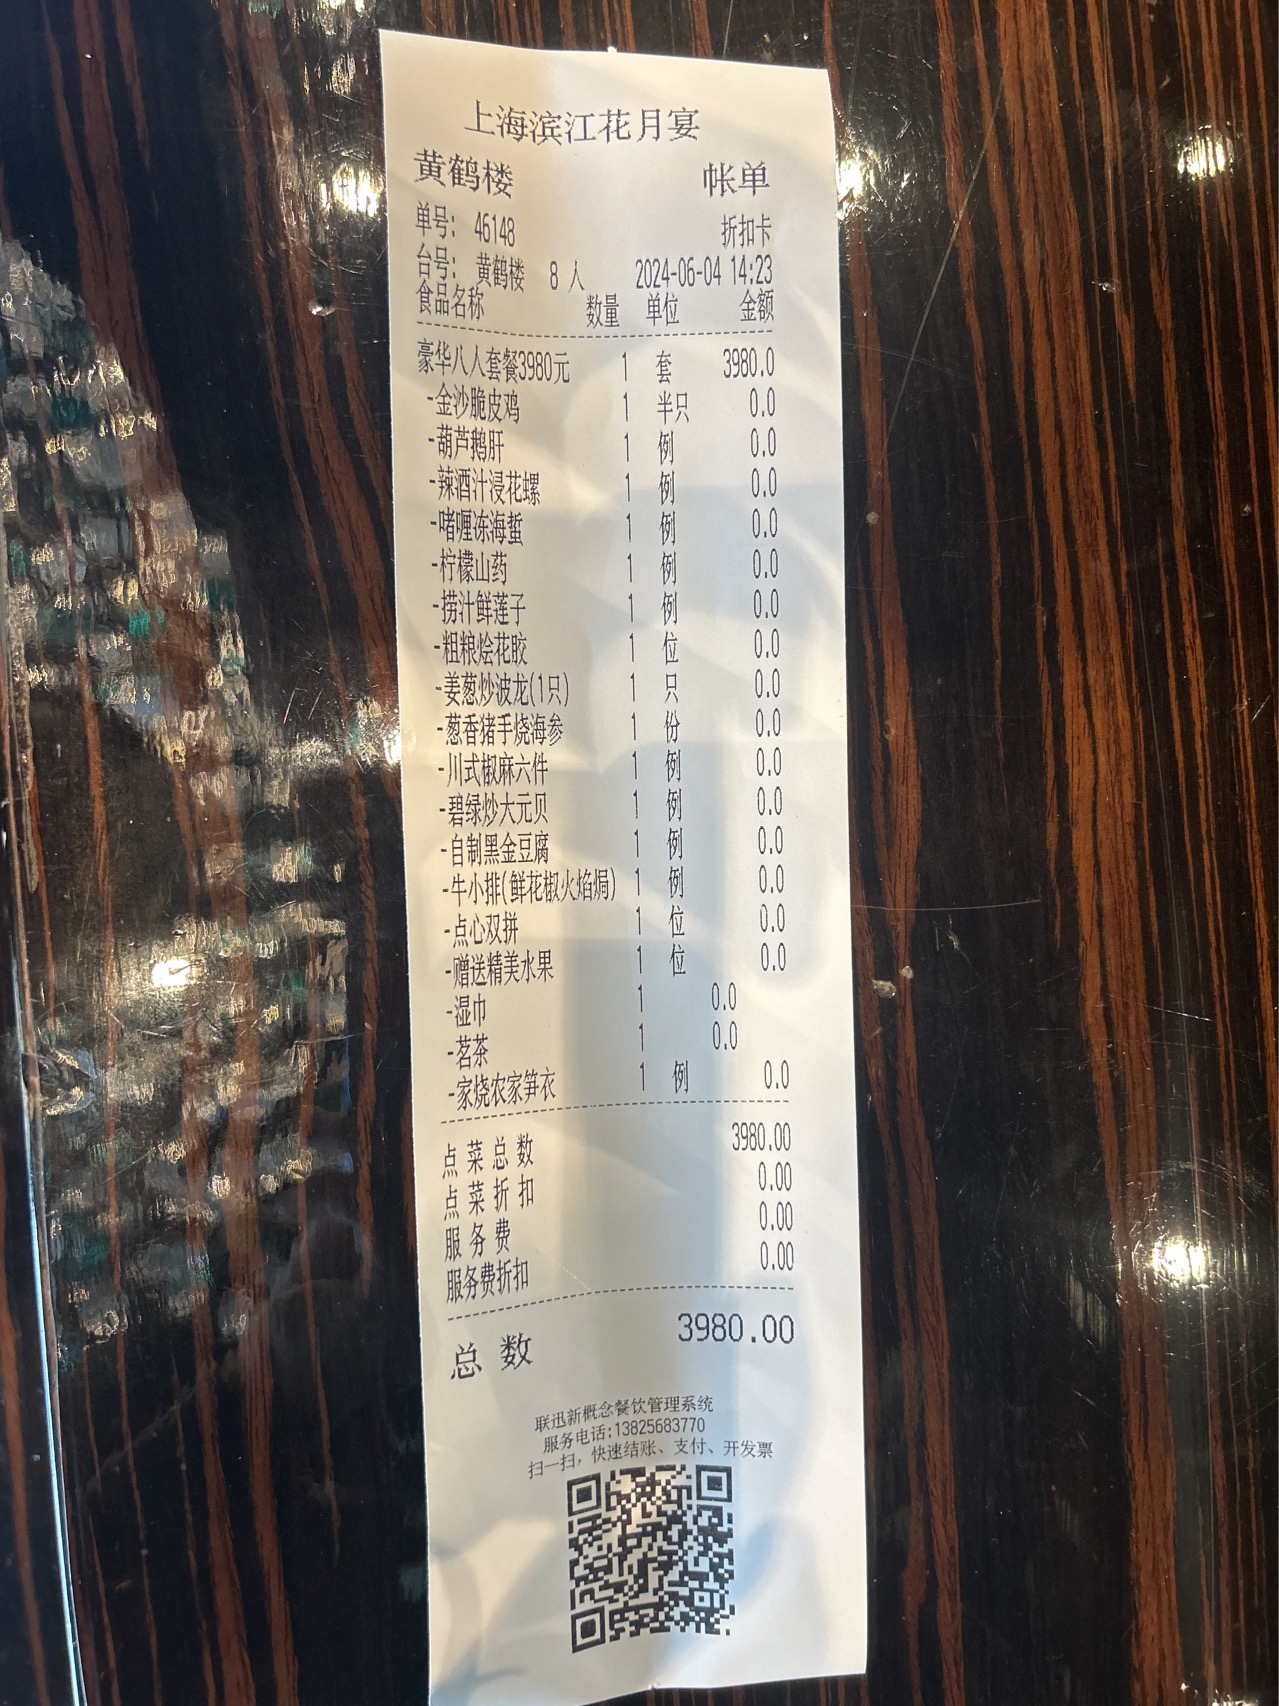 上海滨江花月宴
黄鹤楼 帐单
单号: 46148 折扣卡
台号: 黄鹤楼 8 人 2024-06-04 14:23
食品名称 数量 单位 金额
豪华八人套餐3980元 1 套 3980.0
-金沙脆皮鸡 1 半只 0.0
-葫芦鹅肝 1 例 0.0
-辣酒汁浸花螺 1 例 0.0
-啫喱冻海蜇 1 例 0.0
-柠檬山药 1 例 0.0
-捞汁鲜莲子 1 例 0.0
-粗粮烩花胶 1 位 0.0
-姜葱炒波龙(1只) 1 只 0.0
-葱香猪手烧海参 1 份 0.0
-川式椒麻六件 1 例 0.0
-碧绿炒大元贝 1 例 0.0
-自制黑金豆腐 1 例 0.0
-牛小排(鲜花椒火焰焗) 1 例 0.0
-点心双拼 1 位 0.0
-赠送精美水果 1 位 0.0
-湿巾 1 0.0
-茗茶 1 0.0
-家烧农家笋衣 1 例 0.0
点菜总数 3980.00
点菜折扣 0.00
服务费 0.00
服务费折扣 0.00
总数 3980.00
联迅新概念餐饮管理系统
服务电话:13825683770
扫一扫，快速结账、支付、开发票